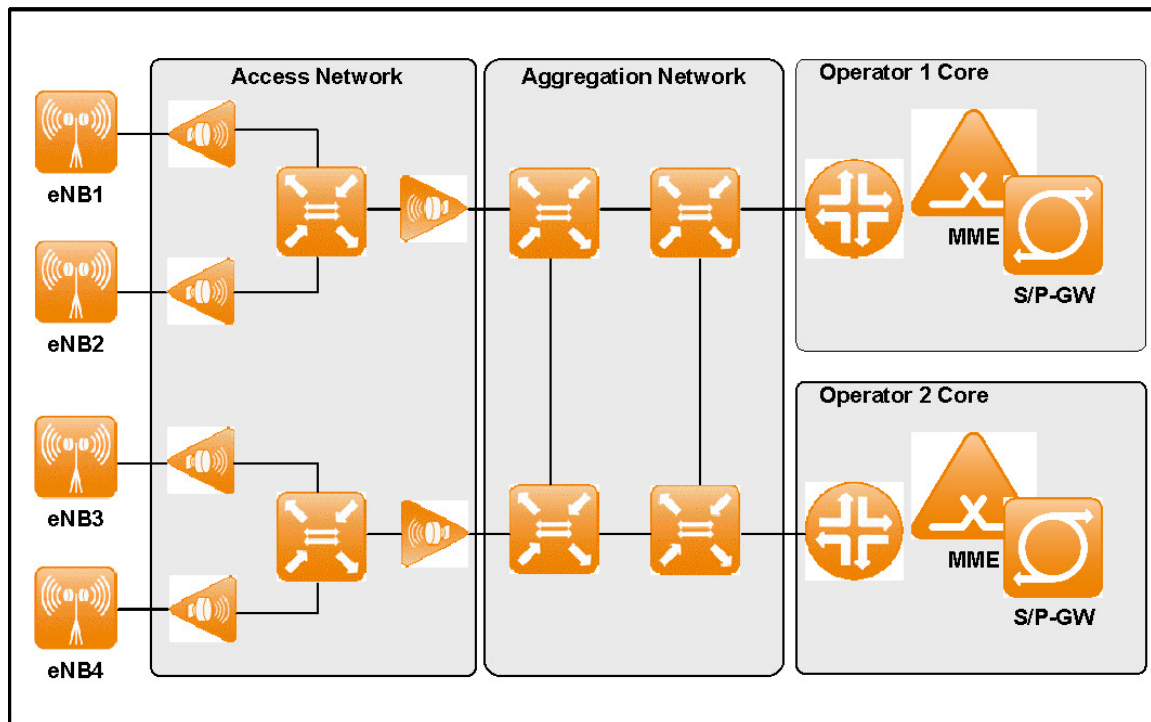 Access Network
Aggregation Network
Operator 1 Core
eNB1
MME
S/P-GW
eNB2
Operator 2 Core
eNB3
MME
S/P-GW
eNB4